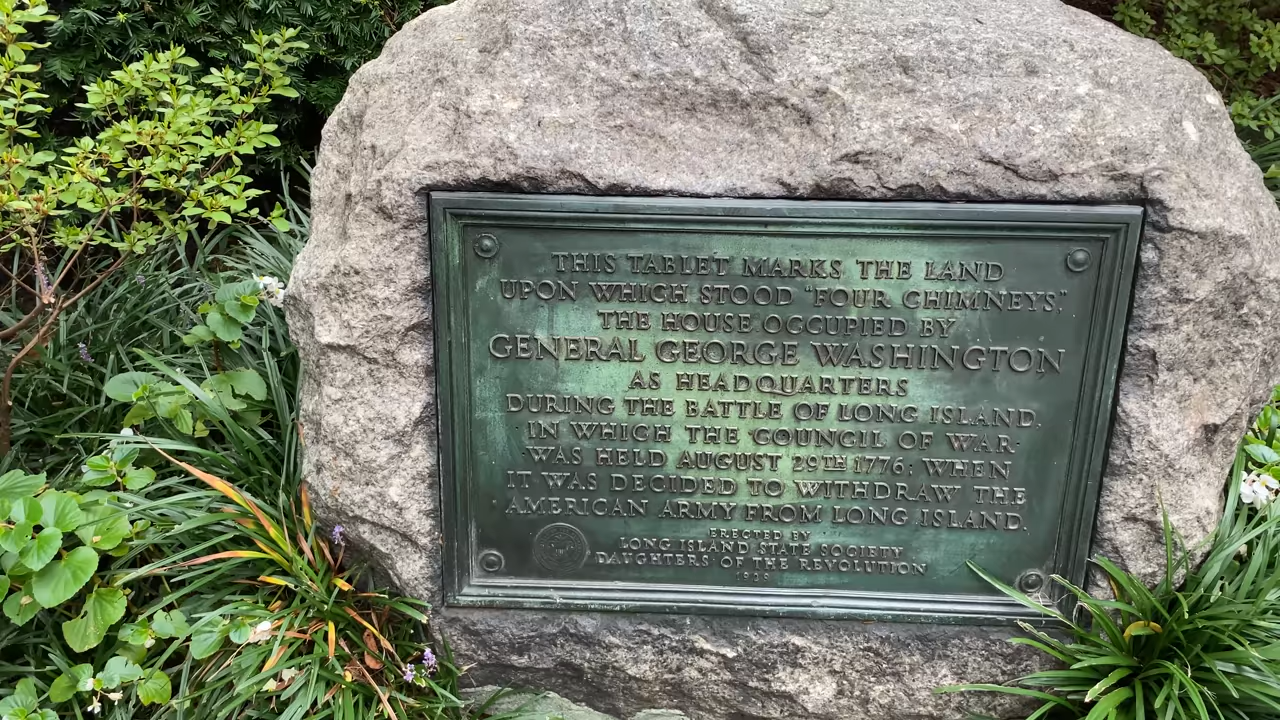 THIS TABLET MARKS THE LAND
UPON WHICH STOOD "FOUR CHIMNEYS,"
THE HOUSE OCCUPIED BY
GENERAL GEORGE WASHINGTON
AS HEADQUARTERS
DURING THE BATTLE OF LONG ISLAND,
IN WHICH THE COUNCIL OF WAR
WAS HELD AUGUST 29TH 1776; WHEN
IT WAS DECIDED TO WITHDRAW THE
AMERICAN ARMY FROM LONG ISLAND.
ERECTED BY
LONG ISLAND STATE SOCIETY
DAUGHTERS OF THE REVOLUTION